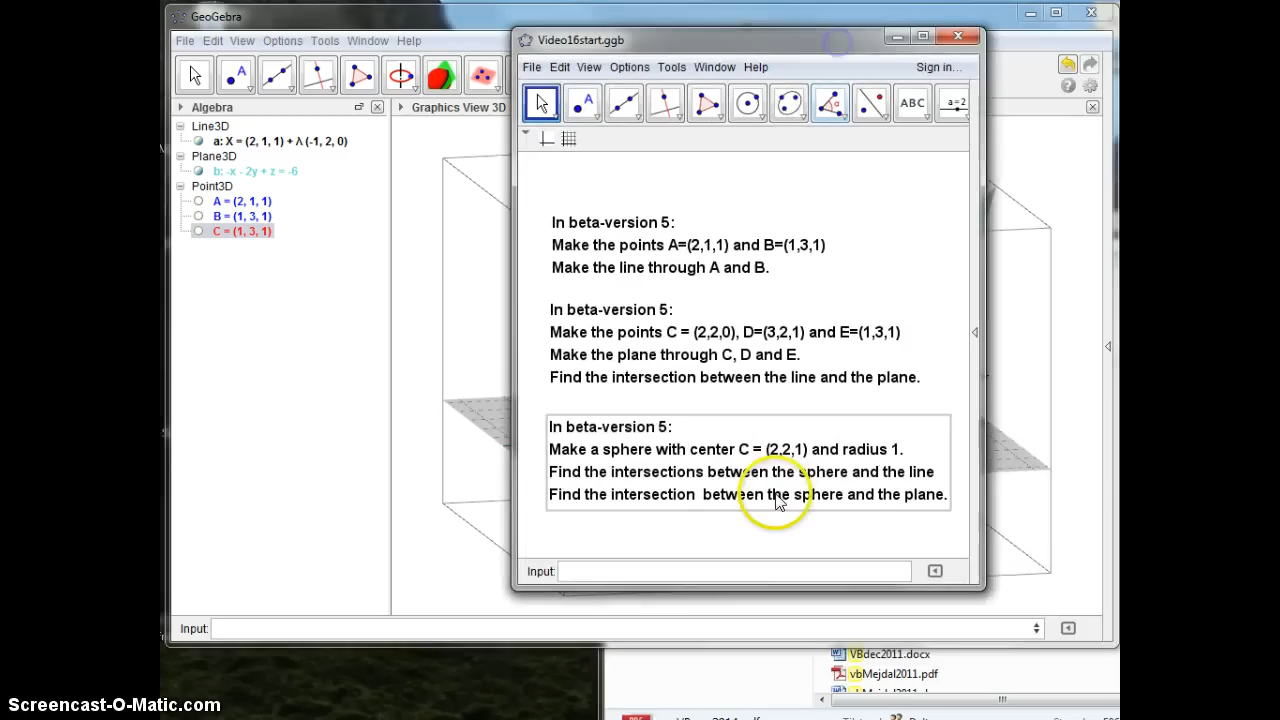 GeoGebra
File Edit View Options Tools Window Help
Algebra
Graphics View 3D
Line3D
a: X = (2, 1, 1) + λ (-1, 2, 0)
Plane3D
b: -x - 2y + z = -6
Point3D
A = (2, 1, 1)
B = (1, 3, 1)
C = (1, 3, 1)
Input:
Video16start.ggb
File Edit View Options Tools Window Help Sign in...
A
ABC
a=2
In beta-version 5:
Make the points A=(2,1,1) and B=(1,3,1)
Make the line through A and B.
In beta-version 5:
Make the points C = (2,2,0), D=(3,2,1) and E=(1,3,1)
Make the plane through C, D and E.
Find the intersection between the line and the plane.
In beta-version 5:
Make a sphere with center C = (2,2,1) and radius 1.
Find the intersections between the sphere and the line
Find the intersection between the sphere and the plane.
Input:
VBdec2011.docx
vbMejdal2011.pdf
Screencast-O-Matic.com